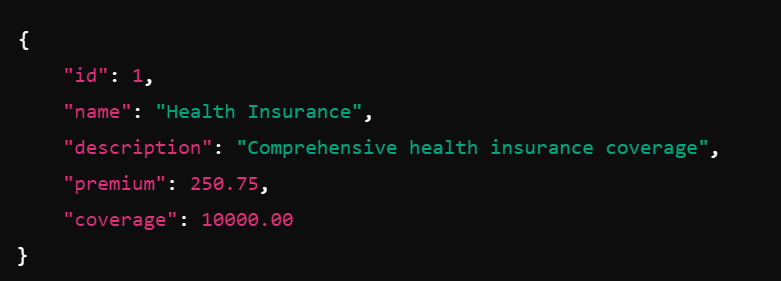 {
"id": 1,
"name": "Health Insurance",
"description": "Comprehensive health insurance coverage",
"premium": 250.75,
"coverage": 10000.00
}